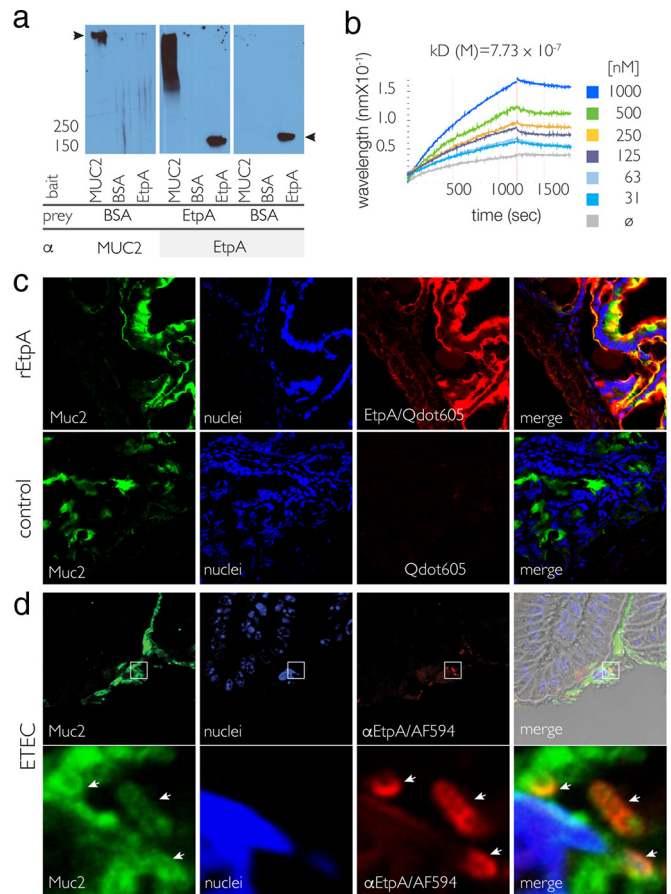 a
250
150
bait
MUC2
BSA
EtpA
MUC2
BSA
EtpA
MUC2
BSA
EtpA
prey BSA EtpA BSA
α MUC2 EtpA
b
kD (M)=7.73 x 10⁻⁷
wavelength (nmX10⁻¹)
1.5
1.0
0.5
500 1000 1500
time (sec)
[nM]
1000
500
250
125
63
31
ø
c
rEtpA
Muc2 nuclei EtpA/Qdot605 merge
control
Muc2 nuclei Qdot605 merge
d
ETEC
Muc2 nuclei αEtpA/AF594 merge
Muc2 nuclei αEtpA/AF594 merge